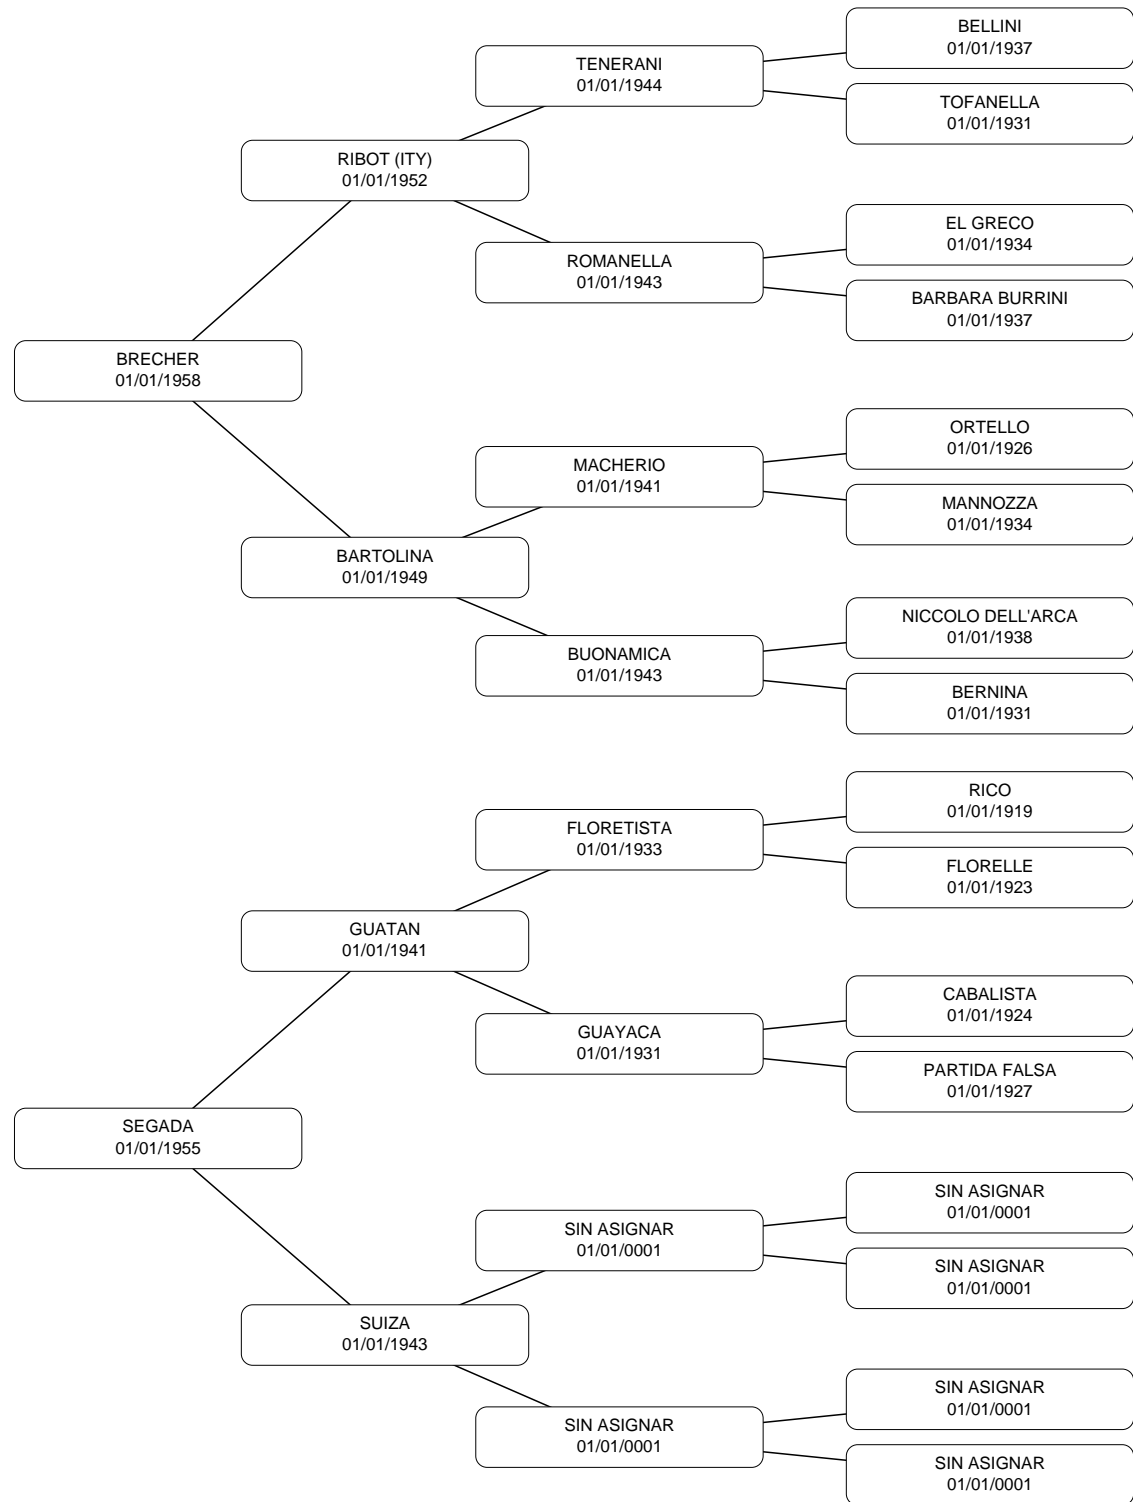 BELLINI
01/01/1937
TENERANI
01/01/1944
TOFANELLA
01/01/1931
RIBOT (ITY)
01/01/1952
EL GRECO
01/01/1934
ROMANELLA
01/01/1943
BARBARA BURRINI
01/01/1937
BRECHER
01/01/1958
ORTELLO
01/01/1926
MACHERIO
01/01/1941
MANNOZZA
01/01/1934
BARTOLINA
01/01/1949
NICCOLO DELL'ARCA
01/01/1938
BUONAMICA
01/01/1943
BERNINA
01/01/1931
RICO
01/01/1919
FLORETISTA
01/01/1933
FLORELLE
01/01/1923
GUATAN
01/01/1941
CABALISTA
01/01/1924
GUAYACA
01/01/1931
PARTIDA FALSA
01/01/1927
SEGADA
01/01/1955
SIN ASIGNAR
01/01/0001
SIN ASIGNAR
01/01/0001
SIN ASIGNAR
01/01/0001
SUIZA
01/01/1943
SIN ASIGNAR
01/01/0001
SIN ASIGNAR
01/01/0001
SIN ASIGNAR
01/01/0001